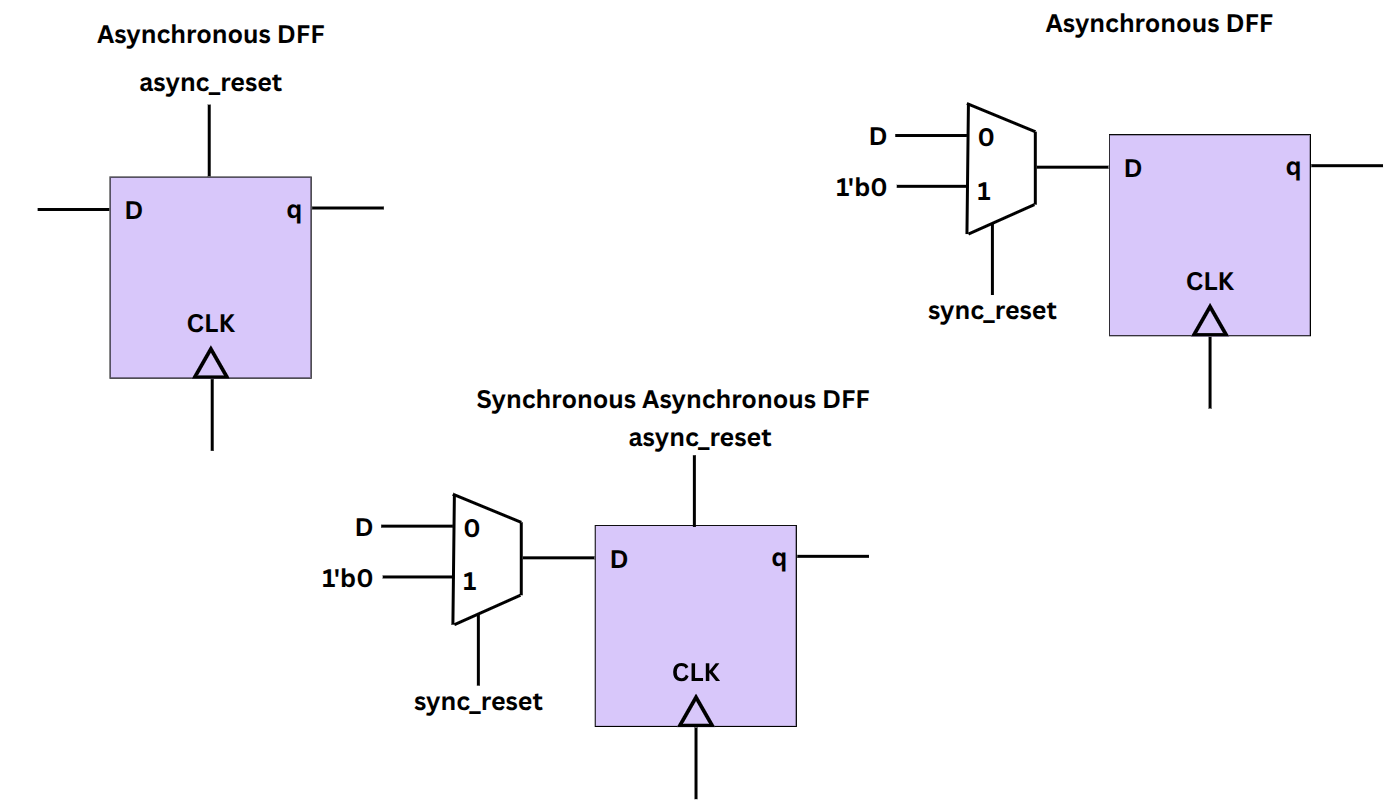 Asynchronous DFF
async_reset
D
q
CLK
Asynchronous DFF
D
0
1'b0
1
sync_reset
D
q
CLK
Synchronous Asynchronous DFF
async_reset
D
0
1'b0
1
sync_reset
D
q
CLK